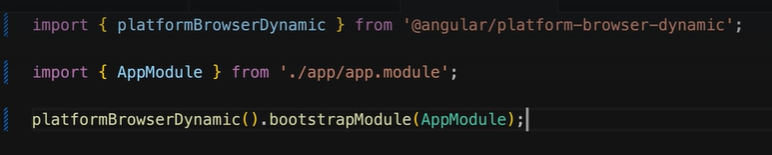 import { platformBrowserDynamic } from '@angular/platform-browser-dynamic';
import { AppModule } from './app/app.module';
platformBrowserDynamic().bootstrapModule(AppModule);